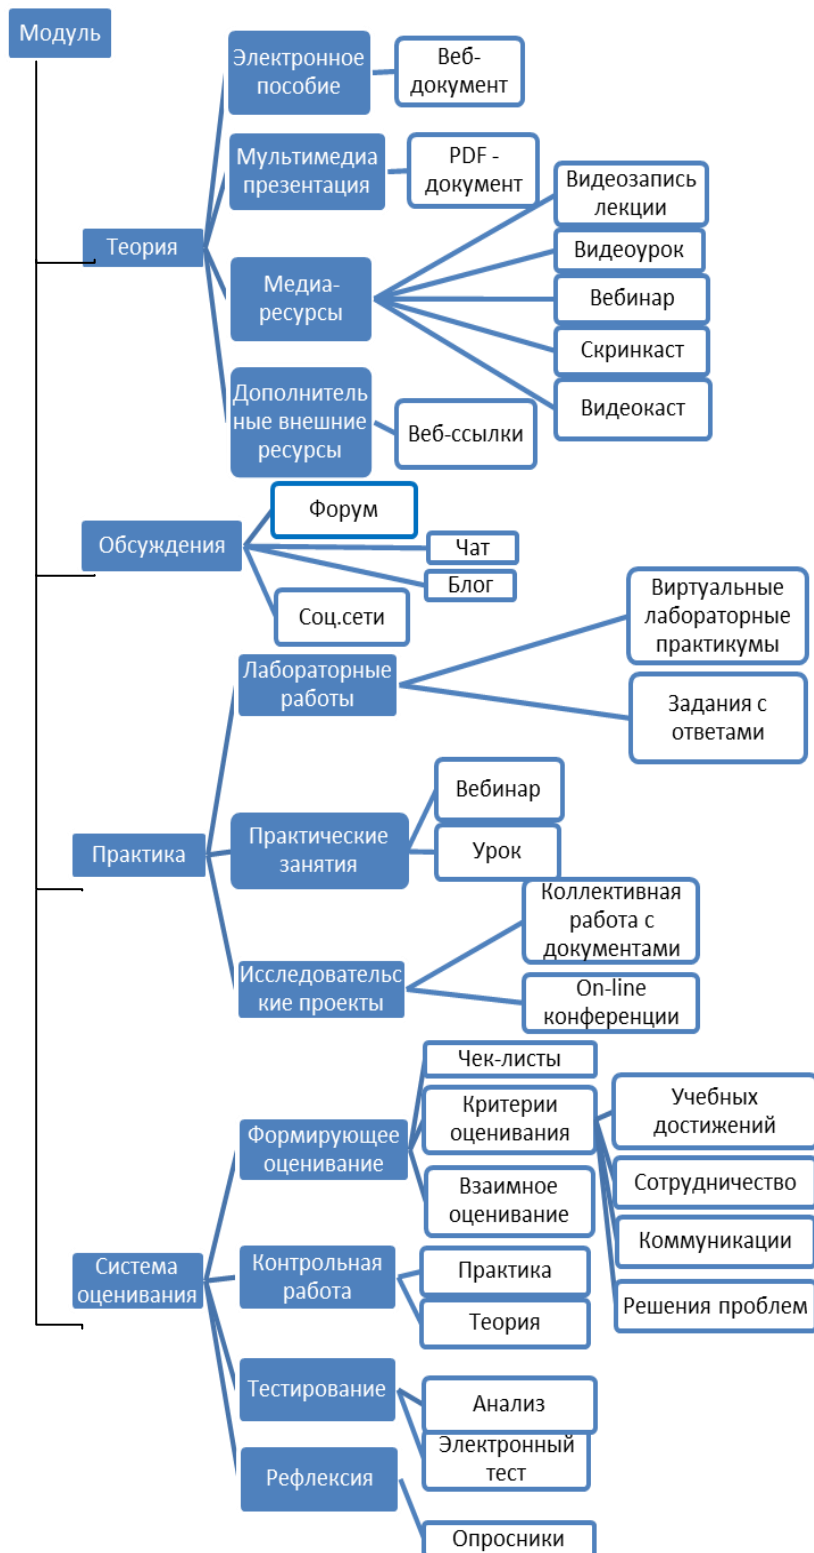 Модуль
Электронное
пособие
Веб-
документ
Мультимедиа
презентация
PDF -
документ
Теория
Медиа-
ресурсы
Видеозапись
лекции
Видеоурок
Вебинар
Скринкаст
Видеокаст
Дополнитель
ные внешние
ресурсы
Веб-ссылки
Обсуждения
Форум
Чат
Блог
Соц.сети
Практика
Лабораторные
работы
Виртуальные
лабораторные
практикумы
Задания с
ответами
Практические
занятия
Вебинар
Урок
Исследовательс
кие проекты
Коллективная
работа с
документами
On-line
конференции
Система
оценивания
Формирующее
оценивание
Чек-листы
Критерии
оценивания
Учебных
достижений
Сотрудничество
Коммуникации
Решения проблем
Взаимное
оценивание
Контрольная
работа
Практика
Теория
Тестирование
Анализ
Электронный
тест
Рефлексия
Опросники